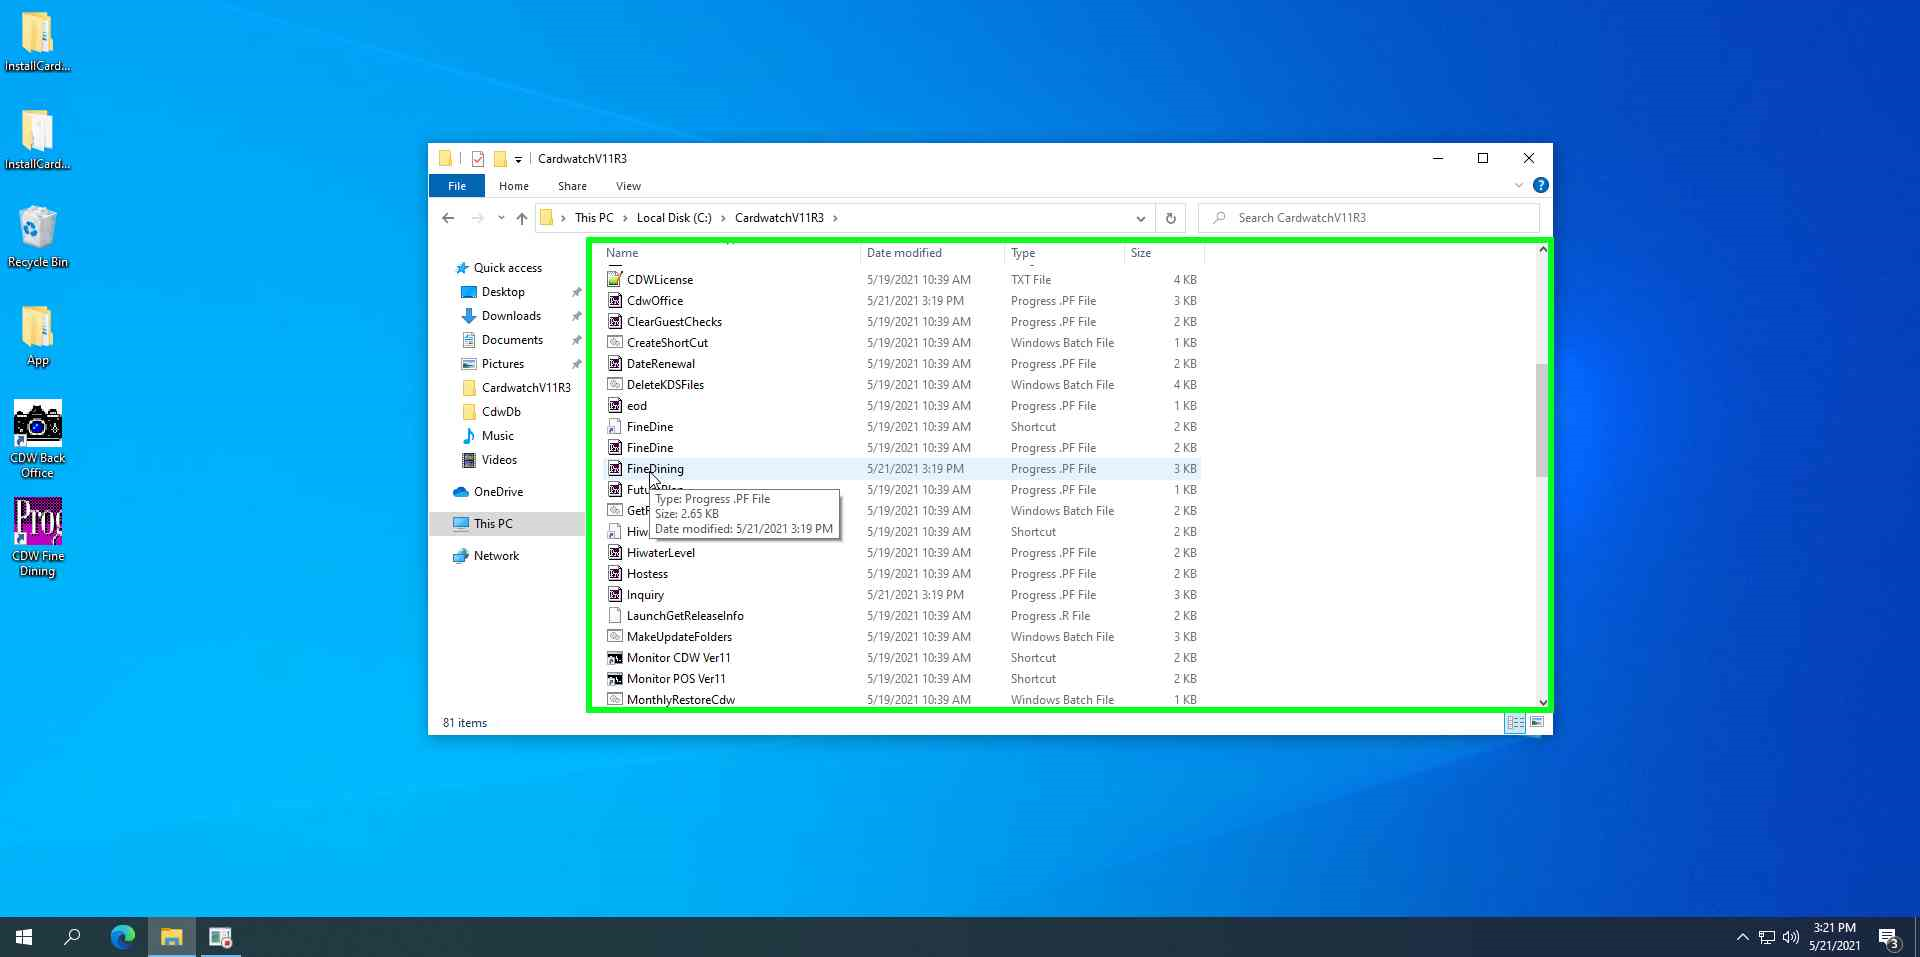 InstallCard...
InstallCard...
Recycle Bin
App
CDW Back
Office
Prog
CDW Fine
Dining
CardwatchV11R3
File Home Share View
This PC > Local Disk (C:) > CardwatchV11R3 >
Search CardwatchV11R3
Quick access
Desktop
Downloads
Documents
Pictures
CardwatchV11R3
CdwDb
Music
Videos
OneDrive
This PC
Network
Name Date modified Type Size
CDWLicense 5/19/2021 10:39 AM TXT File 4 KB
CdwOffice 5/21/2021 3:19 PM Progress .PF File 3 KB
ClearGuestChecks 5/19/2021 10:39 AM Progress .PF File 2 KB
CreateShortCut 5/19/2021 10:39 AM Windows Batch File 1 KB
DateRenewal 5/19/2021 10:39 AM Progress .PF File 2 KB
DeleteKDSFiles 5/19/2021 10:39 AM Windows Batch File 4 KB
eod 5/19/2021 10:39 AM Progress .PF File 1 KB
FineDine 5/19/2021 10:39 AM Shortcut 2 KB
FineDine 5/19/2021 10:39 AM Progress .PF File 2 KB
FineDining 5/21/2021 3:19 PM Progress .PF File 3 KB
5/19/2021 10:39 AM Progress .PF File 1 KB
5/19/2021 10:39 AM Windows Batch File 2 KB
5/19/2021 10:39 AM Shortcut 2 KB
Type: Progress .PF File
Size: 2.65 KB
Date modified: 5/21/2021 3:19 PM
HiwaterLevel 5/19/2021 10:39 AM Progress .PF File 2 KB
Hostess 5/19/2021 10:39 AM Progress .PF File 2 KB
Inquiry 5/21/2021 3:19 PM Progress .PF File 3 KB
LaunchGetReleaseInfo 5/19/2021 10:39 AM Progress .R File 2 KB
MakeUpdateFolders 5/19/2021 10:39 AM Windows Batch File 3 KB
Monitor CDW Ver11 5/19/2021 10:39 AM Shortcut 2 KB
Monitor POS Ver11 5/19/2021 10:39 AM Shortcut 2 KB
MonthlyRestoreCdw 5/19/2021 10:39 AM Windows Batch File 1 KB
81 items
3:21 PM
5/21/2021
3